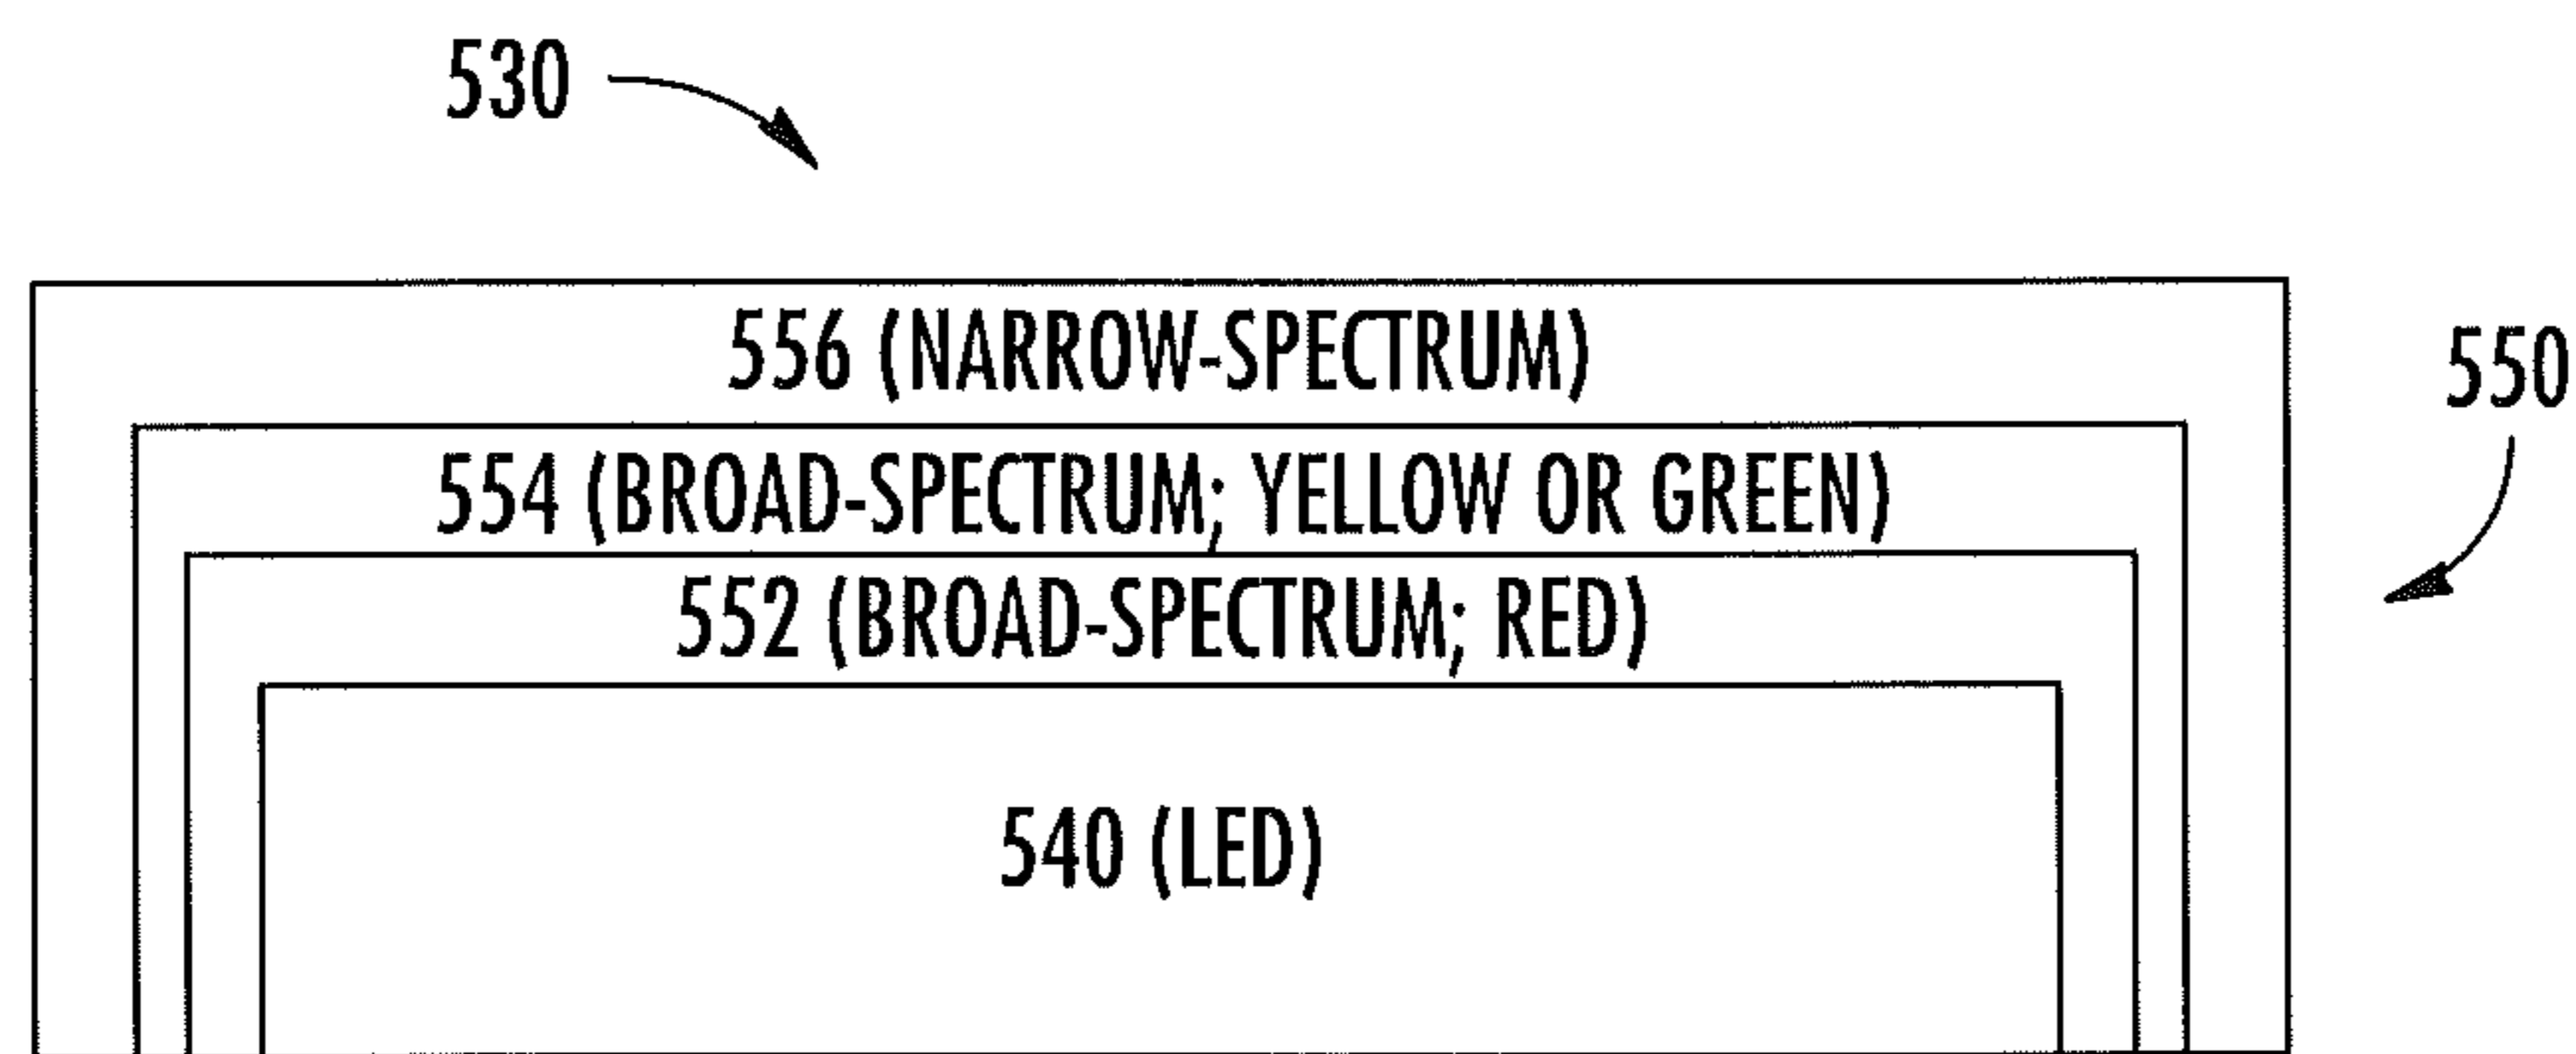 530
556 (NARROW-SPECTRUM)
550
554 (BROAD-SPECTRUM; YELLOW OR GREEN)
552 (BROAD-SPECTRUM; RED)
540 (LED)